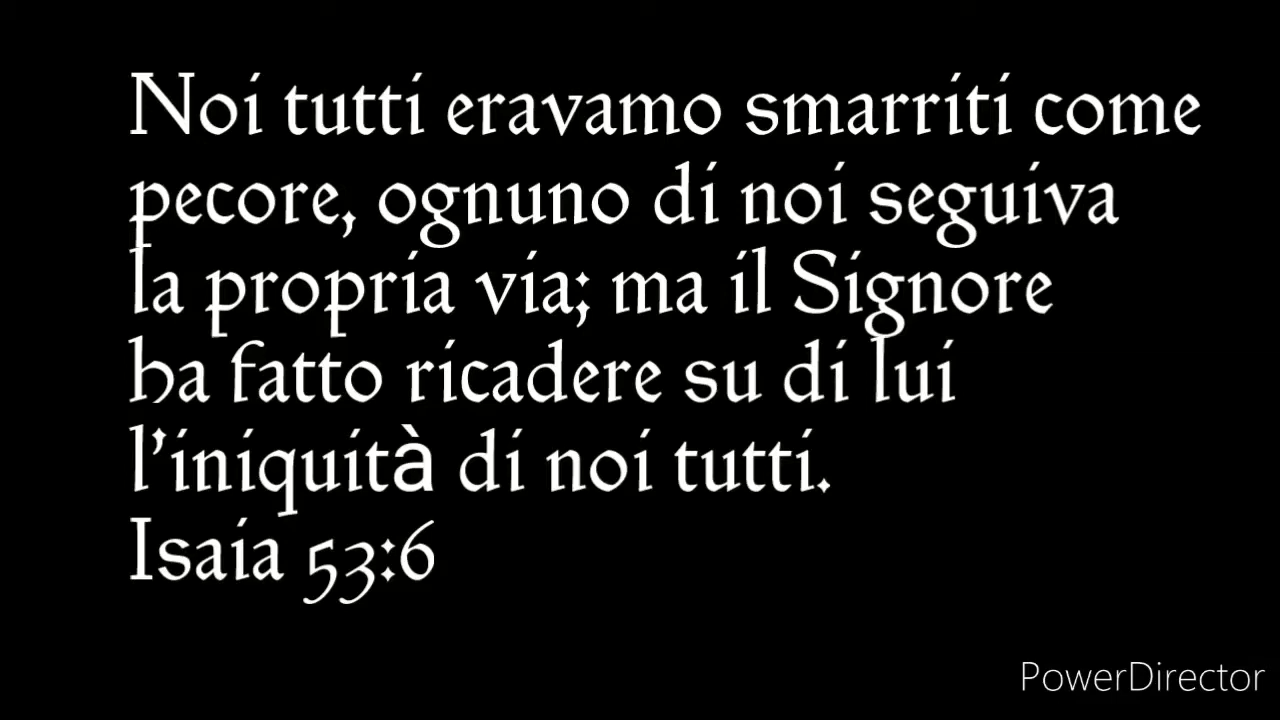 Noi tutti eravamo smarriti come
pecore, ognuno di noi seguiva
la propria via; ma il Signore
ha fatto ricadere su di lui
l'iniquità di noi tutti.
Isaia 53:6
PowerDirector